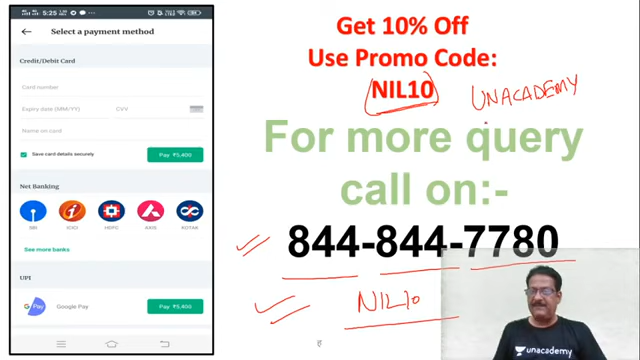 5:25
Select a payment method
Credit/Debit Card
Card number
Expiry date (MM/YY) CVV
Name on card
Save card details securely
Pay ₹5,400
Net Banking
SBI ICICI HDFC AXIS KOTAK
See more banks
UPI
G Pay Google Pay
Pay ₹5,400
Get 10% Off
Use Promo Code:
NIL10
UNACADEMY
For more query
call on:-
844-844-7780
NIL10
unacademy
unacademy